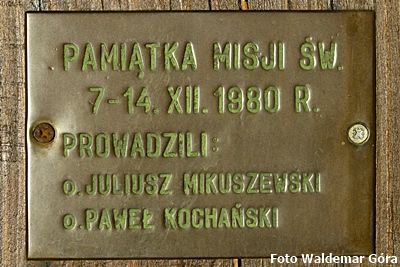 PAMIĄTKA MISJI ŚW.
7-14. XII. 1980 R.
PROWADZILI:
o. JULIUSZ MIKUSZEWSKI
o. PAWEŁ KOCHAŃSKI
Foto Waldemar Góra